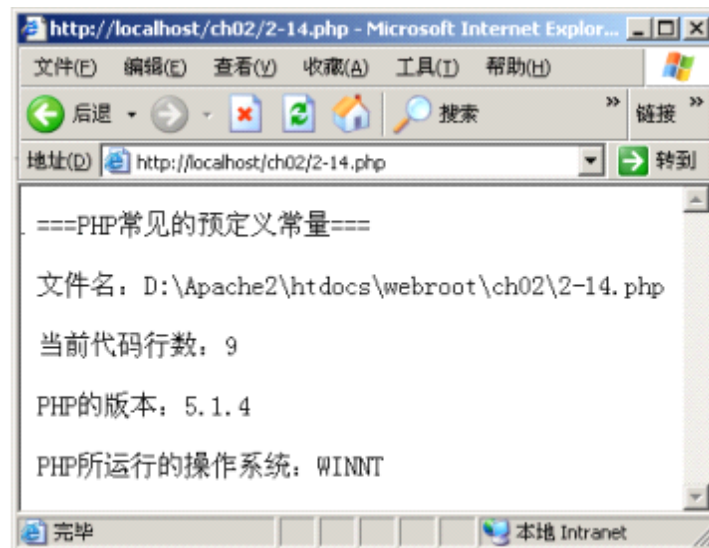 http://localhost/ch02/2-14.php - Microsoft Internet Explor...
文件(F) 编辑(E) 查看(V) 收藏(A) 工具(T) 帮助(H)
后退 搜索 » 链接 »
地址(D) http://localhost/ch02/2-14.php 转到
===PHP常见的预定义常量===
文件名：D:\Apache2\htdocs\webroot\ch02\2-14.php
当前代码行数：9
PHP的版本：5.1.4
PHP所运行的操作系统：WINNT
完毕 本地 Intranet